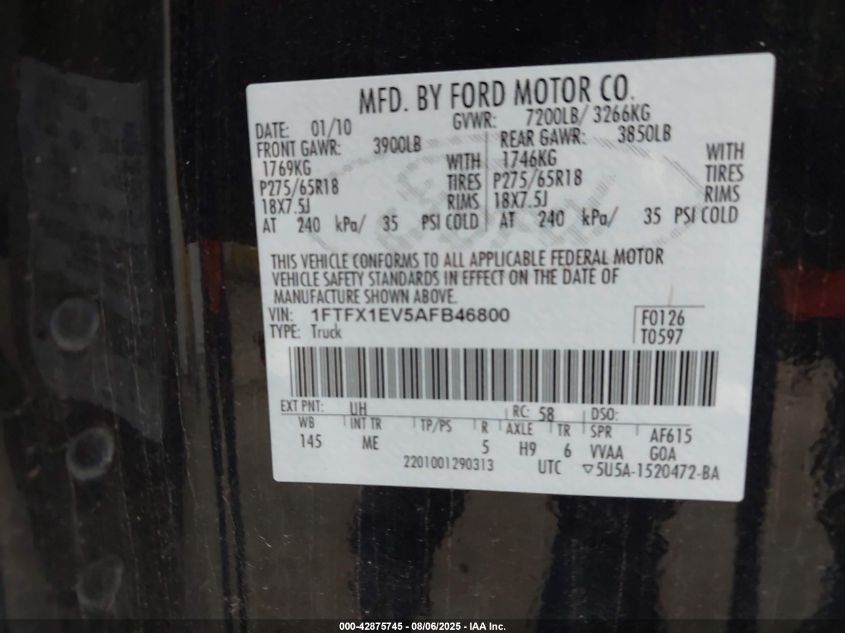 MFD. BY FORD MOTOR CO.
DATE: 01/10 GVWR: 7200LB/ 3266KG
FRONT GAWR: 3900LB REAR GAWR: 3850LB
1769KG WITH 1746KG WITH
P275/65R18 TIRES P275/65R18 TIRES
18X7.5J RIMS 18X7.5J RIMS
AT 240 kPa/ 35 PSI COLD AT 240 kPa/ 35 PSI COLD
THIS VEHICLE CONFORMS TO ALL APPLICABLE FEDERAL MOTOR
VEHICLE SAFETY STANDARDS IN EFFECT ON THE DATE OF
MANUFACTURE SHOWN ABOVE.
VIN: 1FTFX1EV5AFB46800 F0126
TYPE: Truck T0597
EXT PNT: UH RC: 58 DSO:
WB INT TR TP/PS R AXLE TR SPR AF615
145 ME 5 H9 6 VVAA GOA
2201001290313 UTC ▽5U5A-1520472-BA
000-42875745 - 08/06/2025 - IAA Inc.